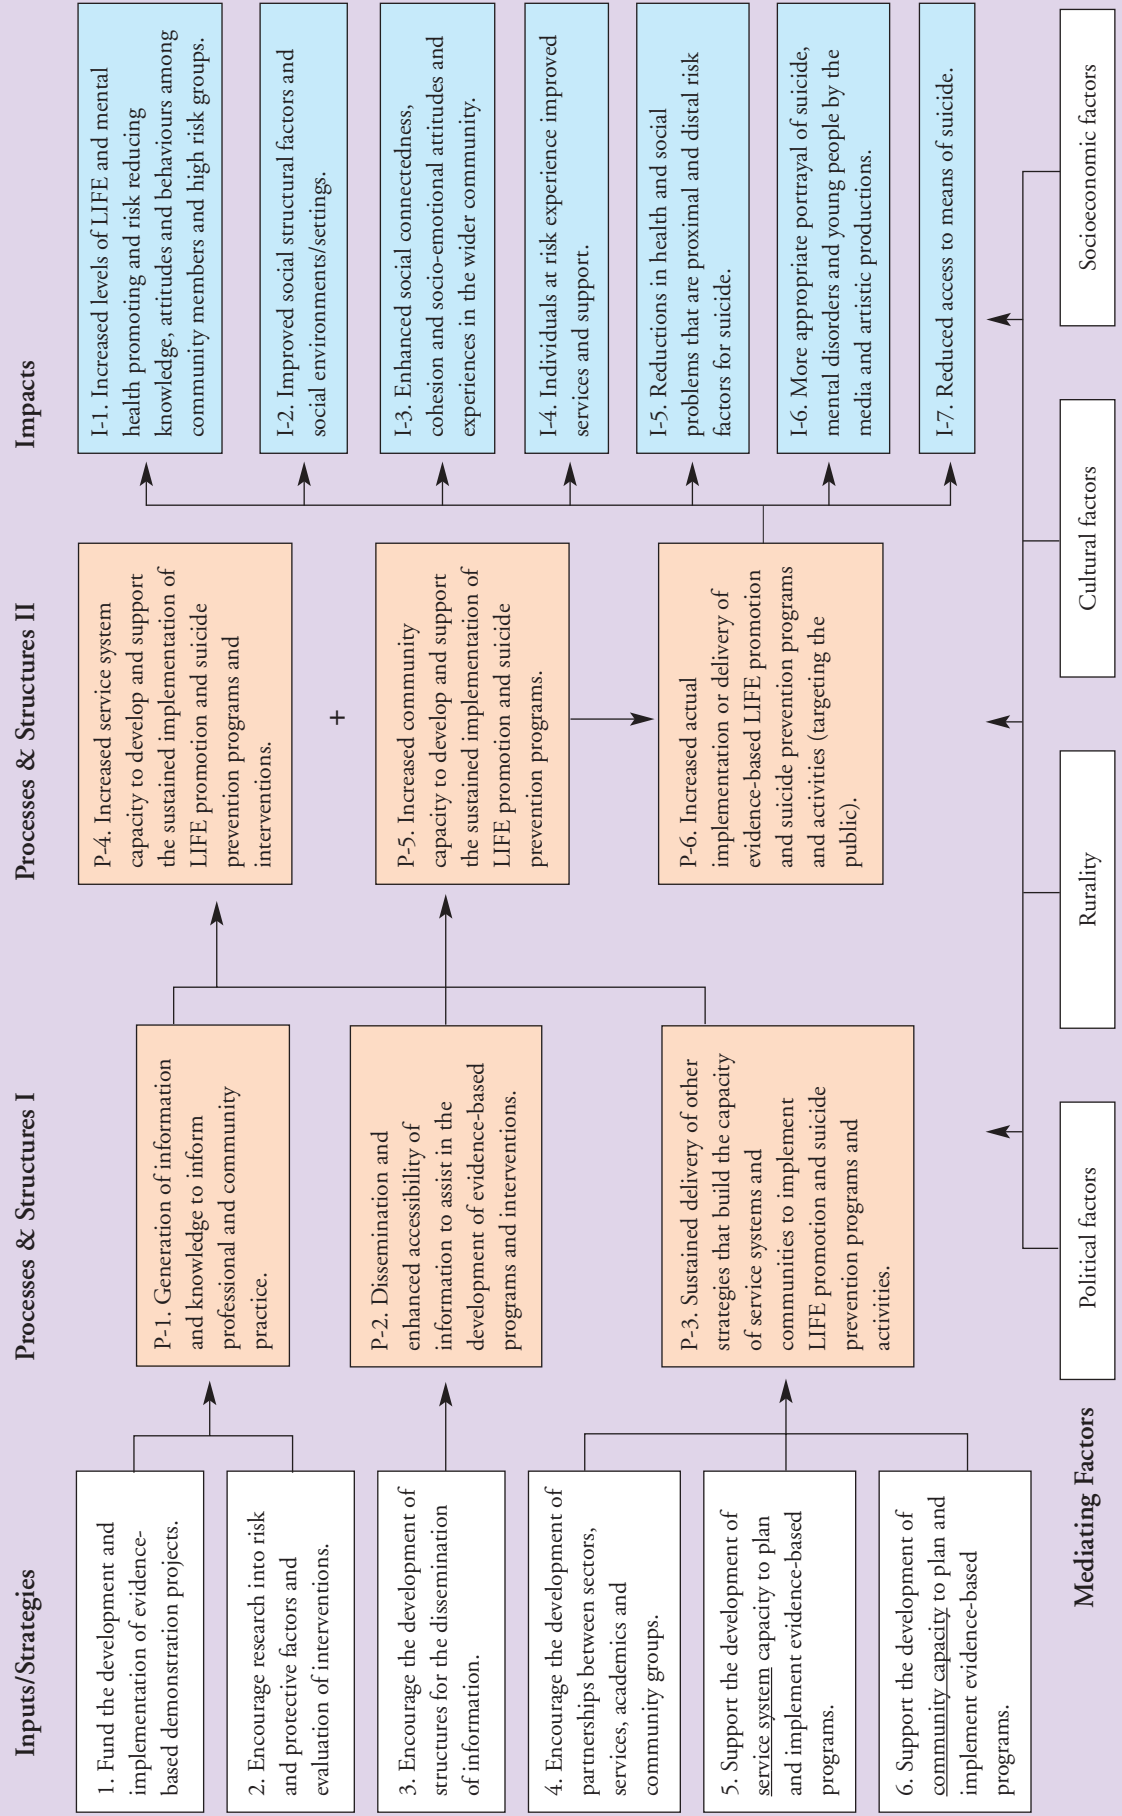 Inputs/Strategies
Processes & Structures I
Processes & Structures II
Impacts
1. Fund the development and
implementation of evidence-
based demonstration projects.
2. Encourage research into risk
and protective factors and
evaluation of interventions.
3. Encourage the development of
structures for the dissemination
of information.
4. Encourage the development of
partnerships between sectors,
services, academics and
community groups.
5. Support the development of
service system capacity to plan
and implement evidence-based
programs.
6. Support the development of
community capacity to plan and
implement evidence-based
programs.
P-1. Generation of information
and knowledge to inform
professional and community
practice.
P-2. Dissemination and
enhanced accessibility of
information to assist in the
development of evidence-based
programs and interventions.
P-3. Sustained delivery of other
strategies that build the capacity
of service systems and
communities to implement
LIFE promotion and suicide
prevention programs and
activities.
P-4. Increased service system
capacity to develop and support
the sustained implementation of
LIFE promotion and suicide
prevention programs and
interventions.
+
P-5. Increased community
capacity to develop and support
the sustained implementation of
LIFE promotion and suicide
prevention programs.
P-6. Increased actual
implementation or delivery of
evidence-based LIFE promotion
and suicide prevention programs
and activities (targeting the
public).
I-1. Increased levels of LIFE and mental
health promoting and risk reducing
knowledge, attitudes and behaviours among
community members and high risk groups.
I-2. Improved social structural factors and
social environments/settings.
I-3. Enhanced social connectedness,
cohesion and socio-emotional attitudes and
experiences in the wider community.
I-4. Individuals at risk experience improved
services and support.
I-5. Reductions in health and social
problems that are proximal and distal risk
factors for suicide.
I-6. More appropriate portrayal of suicide,
mental disorders and young people by the
media and artistic productions.
I-7. Reduced access to means of suicide.
Mediating Factors
Political factors
Rurality
Cultural factors
Socioeconomic factors